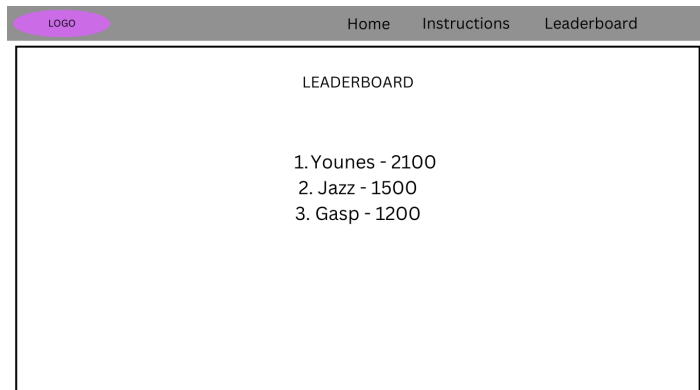 LOGO Home Instructions Leaderboard
LEADERBOARD
1. Younes - 2100
2. Jazz - 1500
3. Gasp - 1200